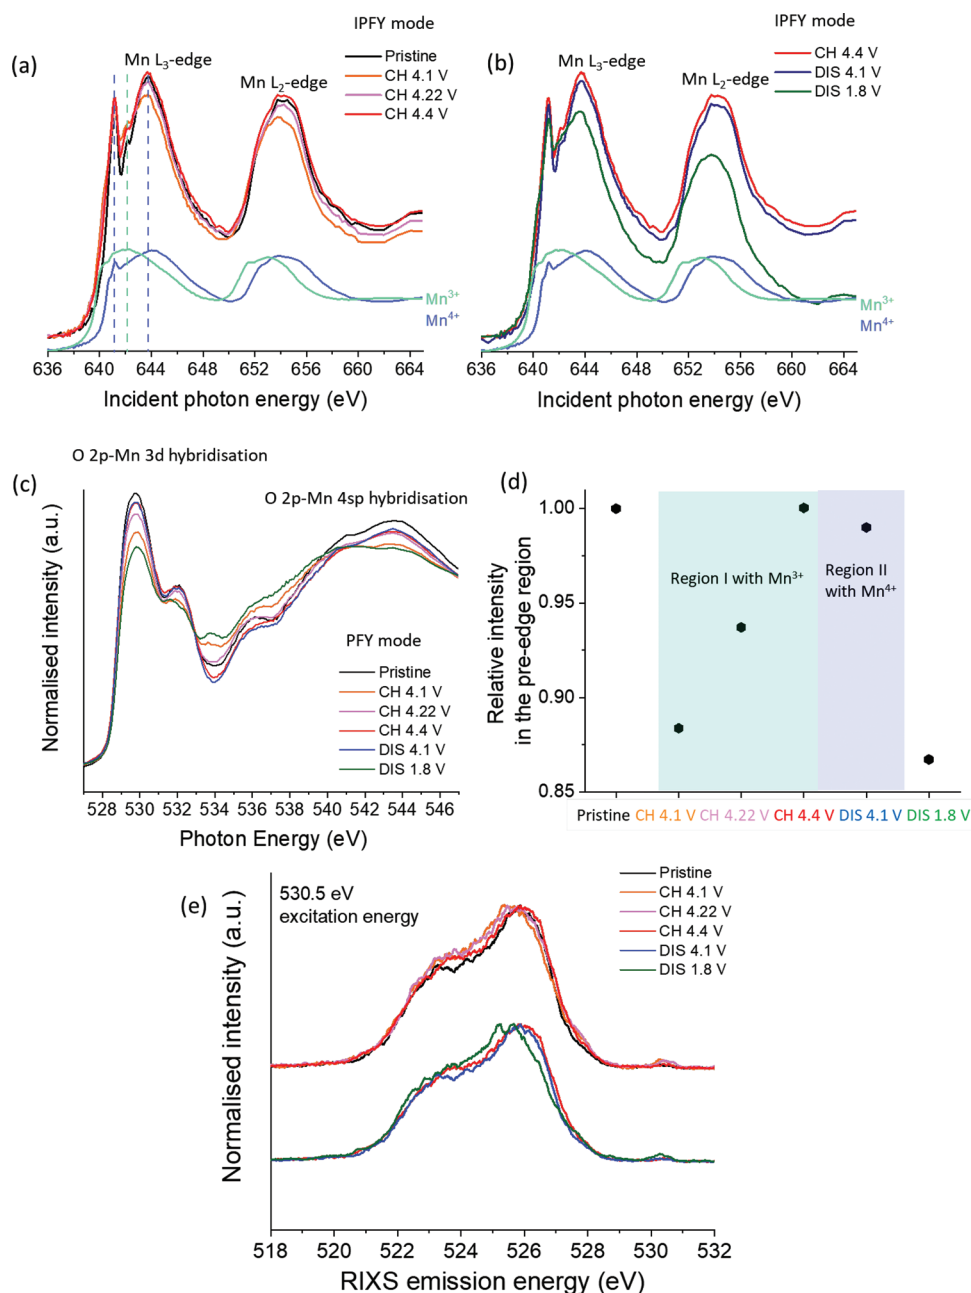 IPFY mode
(a)
Mn L3-edge
Mn L2-edge
Pristine
CH 4.1 V
CH 4.22 V
CH 4.4 V
Mn3+
Mn4+
636 640 644 648 652 656 660 664
Incident photon energy (eV)
IPFY mode
(b)
Mn L3-edge
Mn L2-edge
CH 4.4 V
DIS 4.1 V
DIS 1.8 V
Mn3+
Mn4+
636 640 644 648 652 656 660 664
Incident photon energy (eV)
O 2p-Mn 3d hybridisation
(c)
O 2p-Mn 4sp hybridisation
Normalised intensity (a.u.)
PFY mode
Pristine
CH 4.1 V
CH 4.22 V
CH 4.4 V
DIS 4.1 V
DIS 1.8 V
528 530 532 534 536 538 540 542 544 546
Photon Energy (eV)
(d)
Relative intensity
in the pre-edge region
1.00
0.95
0.90
0.85
Region I with Mn3+
Region II
with Mn4+
Pristine CH 4.1 V CH 4.22 V CH 4.4 V DIS 4.1 V DIS 1.8 V
(e)
530.5 eV
excitation energy
Normalised intensity (a.u.)
Pristine
CH 4.1 V
CH 4.22 V
CH 4.4 V
DIS 4.1 V
DIS 1.8 V
518 520 522 524 526 528 530 532
RIXS emission energy (eV)